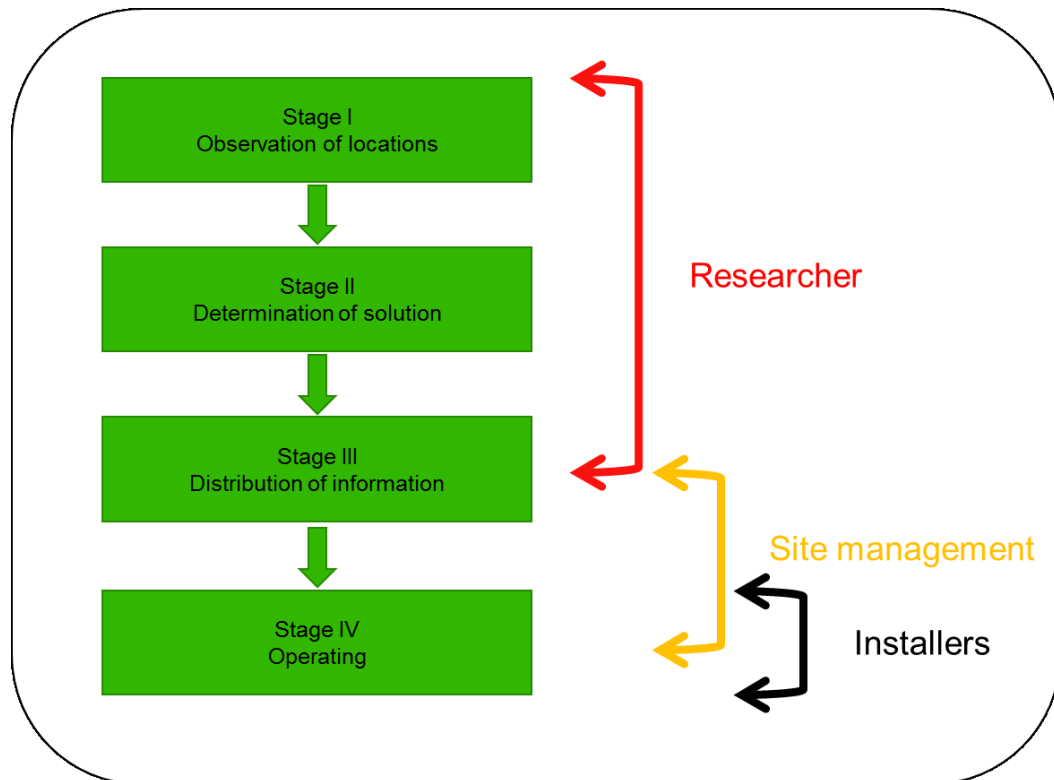 Stage I
Observation of locations
Stage II
Determination of solution
Researcher
Stage III
Distribution of information
Site management
Stage IV
Operating
Installers